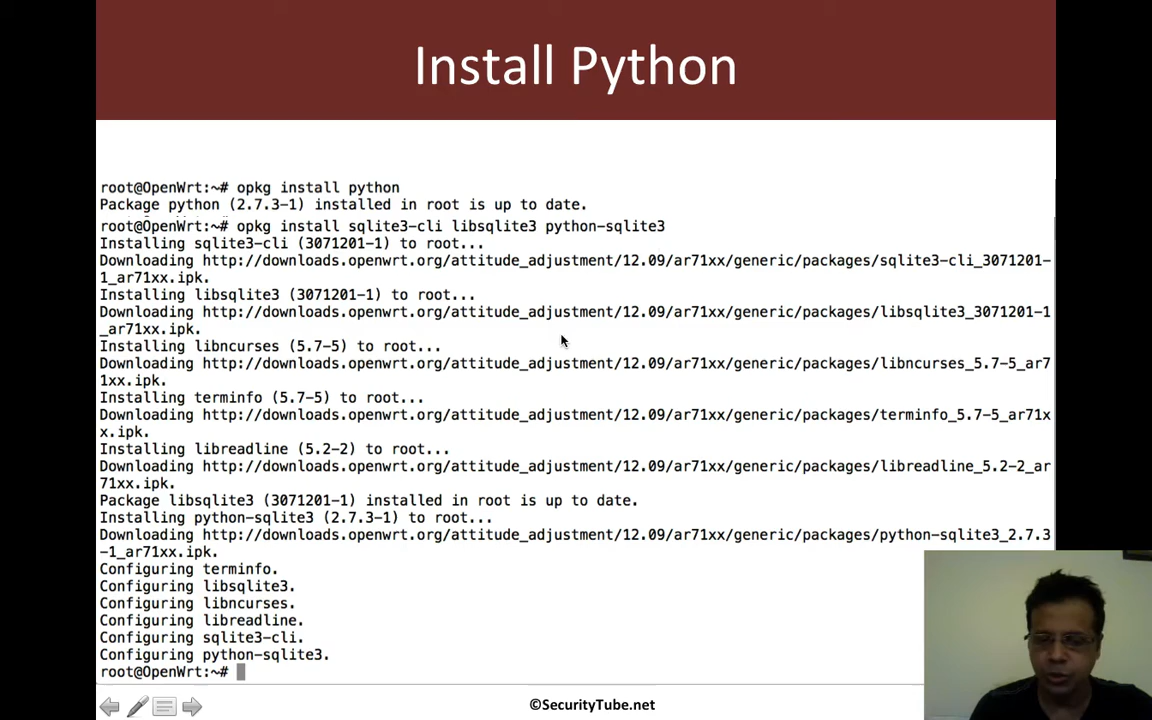 Install Python
root@OpenWrt:~# opkg install python
Package python (2.7.3-1) installed in root is up to date.
root@OpenWrt:~# opkg install sqlite3-cli libsqlite3 python-sqlite3
Installing sqlite3-cli (3071201-1) to root...
Downloading http://downloads.openwrt.org/attitude_adjustment/12.09/ar71xx/generic/packages/sqlite3-cli_3071201-
1_ar71xx.ipk.
Installing libsqlite3 (3071201-1) to root...
Downloading http://downloads.openwrt.org/attitude_adjustment/12.09/ar71xx/generic/packages/libsqlite3_3071201-1
_ar71xx.ipk.
Installing libncurses (5.7-5) to root...
Downloading http://downloads.openwrt.org/attitude_adjustment/12.09/ar71xx/generic/packages/libncurses_5.7-5_ar7
1xx.ipk.
Installing terminfo (5.7-5) to root...
Downloading http://downloads.openwrt.org/attitude_adjustment/12.09/ar71xx/generic/packages/terminfo_5.7-5_ar71x
x.ipk.
Installing libreadline (5.2-2) to root...
Downloading http://downloads.openwrt.org/attitude_adjustment/12.09/ar71xx/generic/packages/libreadline_5.2-2_ar
71xx.ipk.
Package libsqlite3 (3071201-1) installed in root is up to date.
Installing python-sqlite3 (2.7.3-1) to root...
Downloading http://downloads.openwrt.org/attitude_adjustment/12.09/ar71xx/generic/packages/python-sqlite3_2.7.3
-1_ar71xx.ipk.
Configuring terminfo.
Configuring libsqlite3.
Configuring libncurses.
Configuring libreadline.
Configuring sqlite3-cli.
Configuring python-sqlite3.
root@OpenWrt:~#
©SecurityTube.net